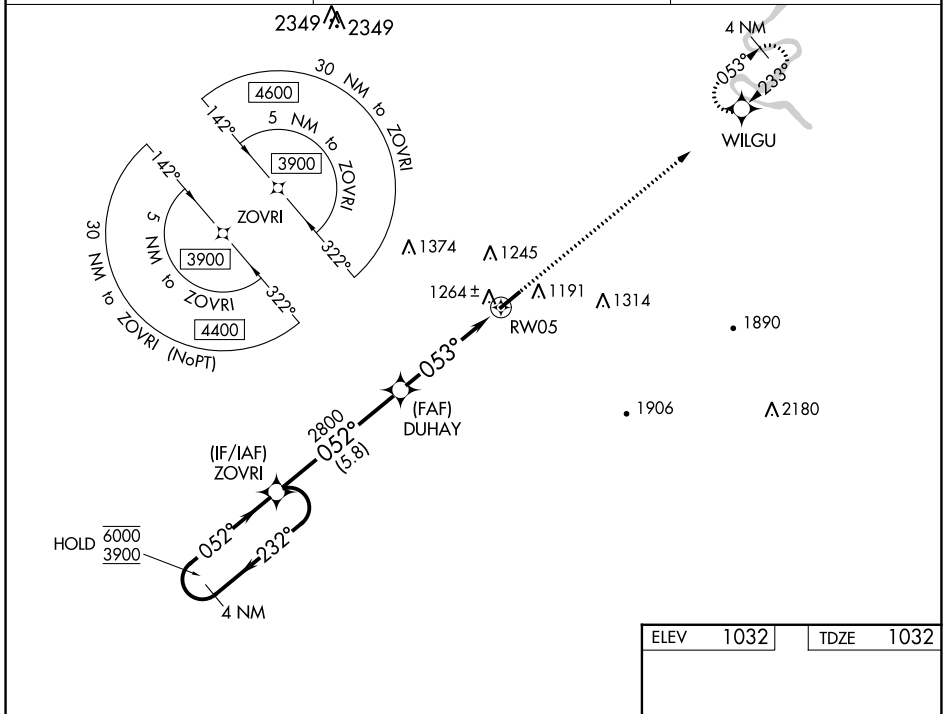 2349 2349
4 NM
053°
233°
WILGU
30 NM to ZOVRI
4600
5 NM to ZOVRI
3900
142°
322°
142°
ZOVRI
3900
5 NM to ZOVRI
322°
4400
30 NM to ZOVRI (NoPT)
1374
1245
1264 ±
1191
1314
RW05
1890
053°
(FAF)
DUHAY
1906
2180
2800
052°
(5.8)
(IF/IAF)
ZOVRI
HOLD 6000
3900
052°
232°
4 NM
ELEV 1032 TDZE 1032